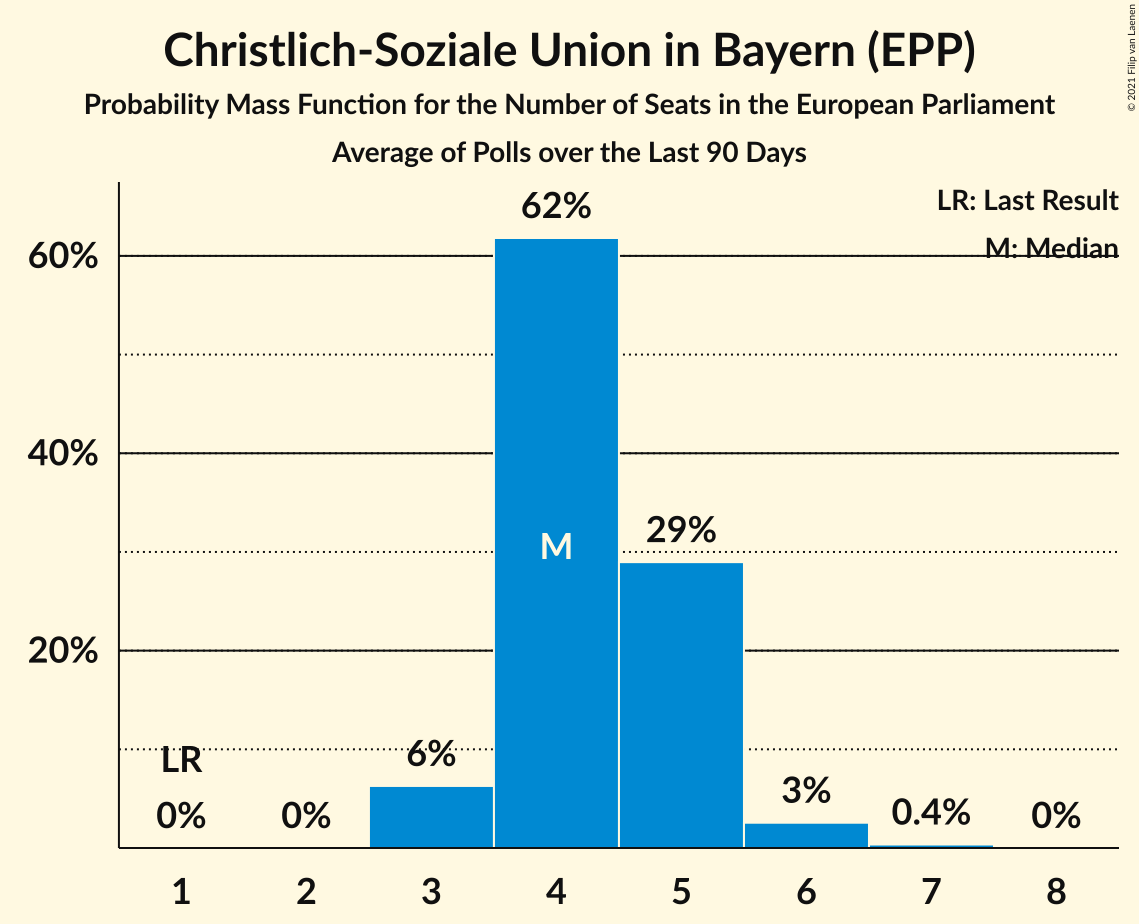 Christlich-Soziale Union in Bayern (EPP)
Probability Mass Function for the Number of Seats in the European Parliament
Average of Polls over the Last 90 Days
© 2021 Filip van Laenen
LR: Last Result
M: Median
62%
60%
40%
29%
M
20%
LR
6%
3%
0.4%
0%
0%
0%
1 2 3 4 5 6 7 8